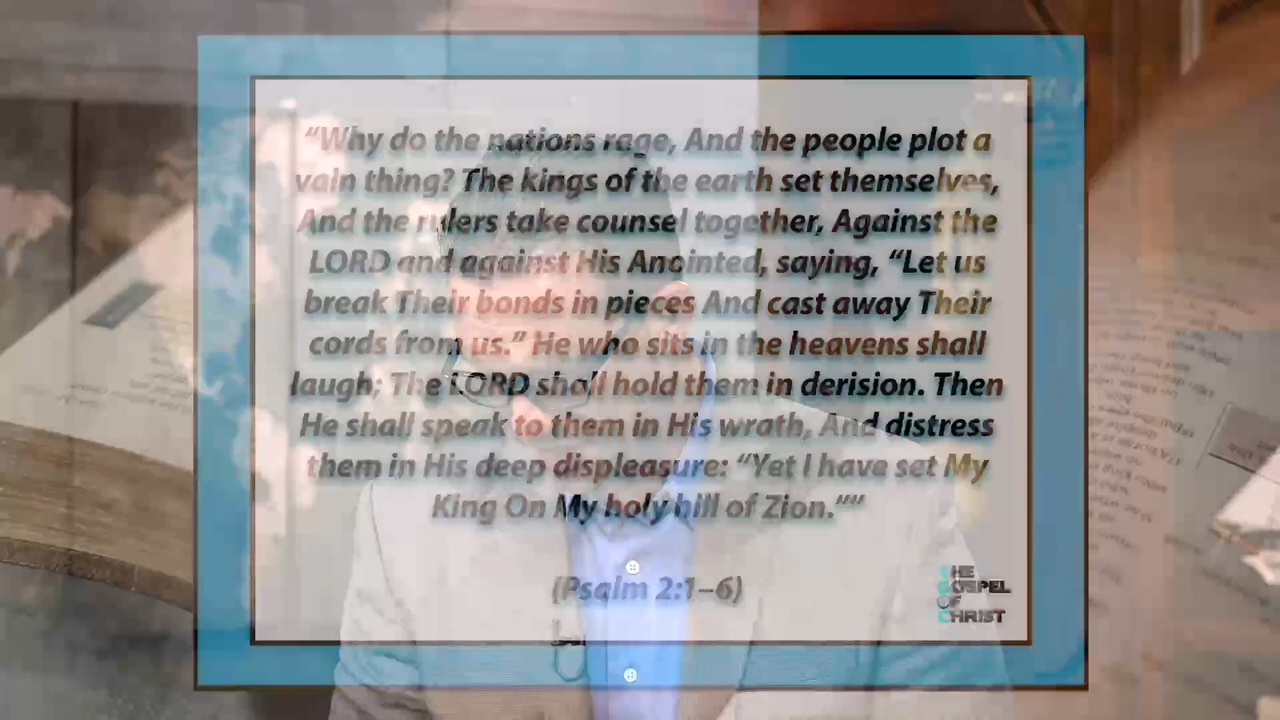 “Why do the nations rage, And the people plot a
vain thing? The kings of the earth set themselves,
And the rulers take counsel together, Against the
LORD and against His Anointed, saying, “Let us
break Their bonds in pieces And cast away Their
cords from us.” He who sits in the heavens shall
laugh; The LORD shall hold them in derision. Then
He shall speak to them in His wrath, And distress
them in His deep displeasure: “Yet I have set My
King On My holy hill of Zion.””
(Psalm 2:1–6)
THE
GOSPEL
OF
CHRIST